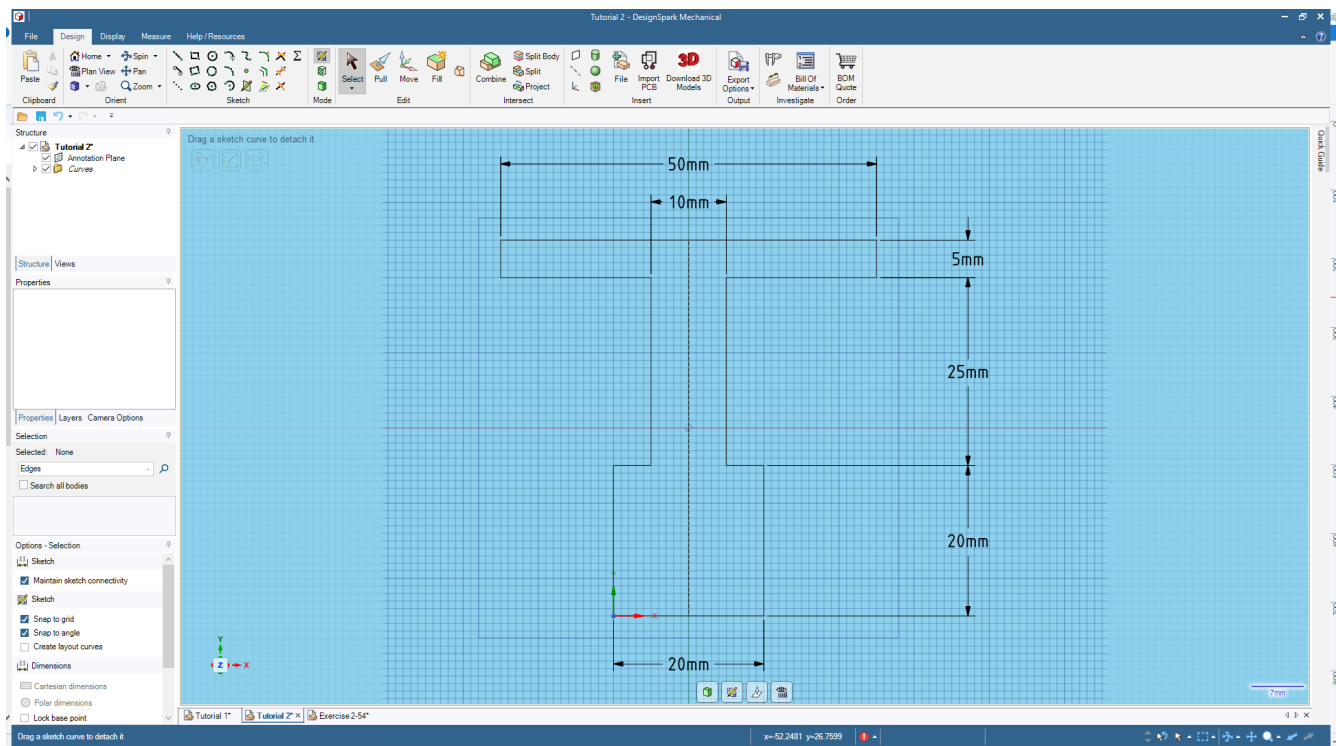 Tutorial 2 - DesignSpark Mechanical
File Design Display Measure Help / Resources
Paste
Home Spin
Plan View Pan
Zoom
Select Pull Move Fill
Combine
Split Body
Split
Project
File Import PCB Download 3D Models
3D
Export Options
Bill Of Materials
BOM Quote
Clipboard Orient Sketch Mode Edit Intersect Insert Output Investigate Order
Structure
Tutorial 2*
Annotation Plane
Curves
Structure Views
Properties
Properties Layers Camera Options
Selection
Selected: None
Edges
Search all bodies
Options - Selection
Sketch
Maintain sketch connectivity
Sketch
Snap to grid
Snap to angle
Create layout curves
Dimensions
Cartesian dimensions
Polar dimensions
Lock base point
Drag a sketch curve to detach it
50mm
10mm
5mm
25mm
20mm
20mm
Y
X
Y
Z
X
7mm
Quick Guide
Tutorial 1* Tutorial 2* Exercise 2-54*
Drag a sketch curve to detach it
x=-52.2481 y=26.7599